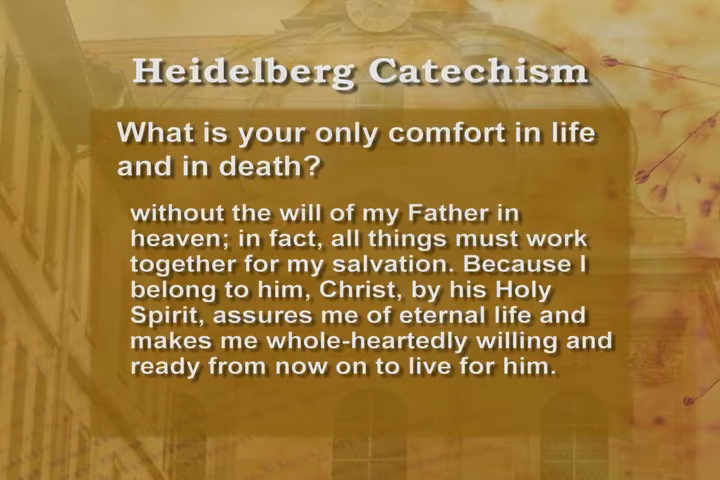 Heidelberg Catechism
What is your only comfort in life
and in death?
without the will of my Father in
heaven; in fact, all things must work
together for my salvation. Because I
belong to him, Christ, by his Holy
Spirit, assures me of eternal life and
makes me whole-heartedly willing and
ready from now on to live for him.